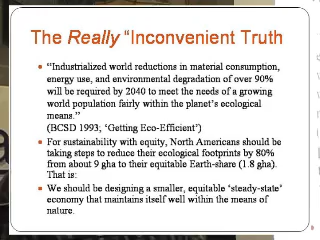 The Really “Inconvenient Truth
“Industrialized world reductions in material consumption,
energy use, and environmental degradation of over 90%
will be required by 2040 to meet the needs of a growing
world population fairly within the planet’s ecological
means.”
(BCSD 1993; ‘Getting Eco-Efficient’)
For sustainability with equity, North Americans should be
taking steps to reduce their ecological footprints by 80%
from about 9 gha to their equitable Earth-share (1.8 gha).
That is:
We should be designing a smaller, equitable ‘steady-state’
economy that maintains itself well within the means of
nature.